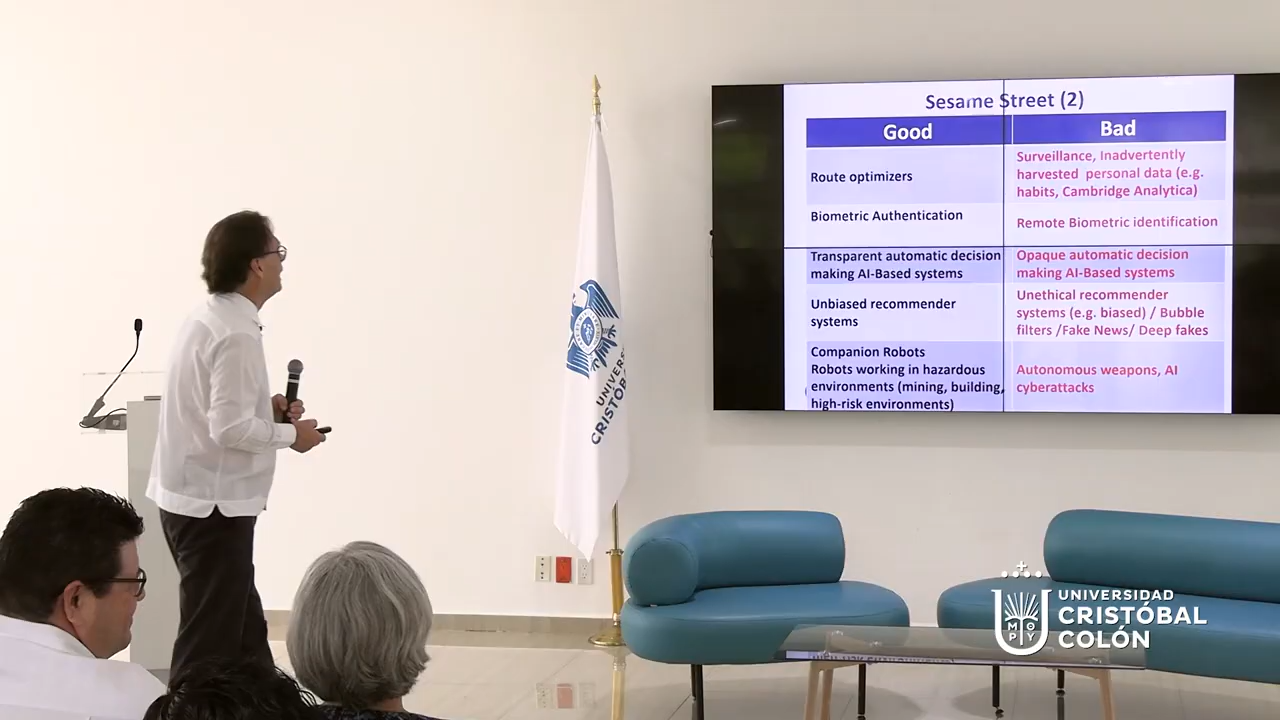 Sesame Street (2)
Good
Bad
Route optimizers
Surveillance, Inadvertently
harvested personal data (e.g.
habits, Cambridge Analytica)
Biometric Authentication
Remote Biometric identification
Transparent automatic decision
making AI-Based systems
Opaque automatic decision
making AI-Based systems
Unbiased recommender
systems
Unethical recommender
systems (e.g. biased) / Bubble
filters /Fake News/ Deep fakes
Companion Robots
Robots working in hazardous
environments (mining, building,
high-risk environments)
Autonomous weapons, AI
cyberattacks
UNIVERS
CRISTÓB
UNIVERSIDAD
CRISTÓBAL
COLÓN
MOPY